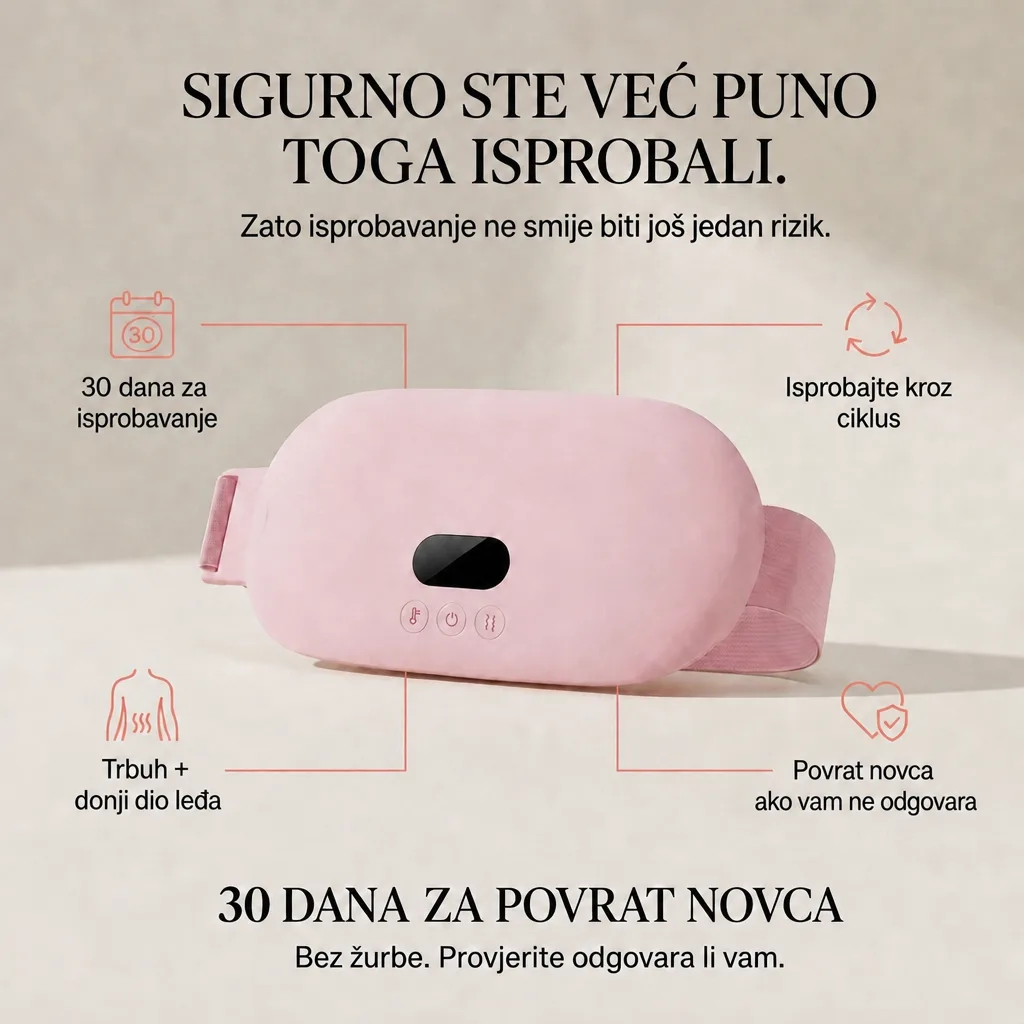 SIGURNO STE VEĆ PUNO
TOGA ISPROBALI.
Zato isprobavanje ne smije biti još jedan rizik.
30
30 dana za
isprobavanje
Isprobajte kroz
ciklus
Trbuh +
donji dio leđa
Povrat novca
ako vam ne odgovara
30 DANA ZA POVRAT NOVCA
Bez žurbe. Provjerite odgovara li vam.